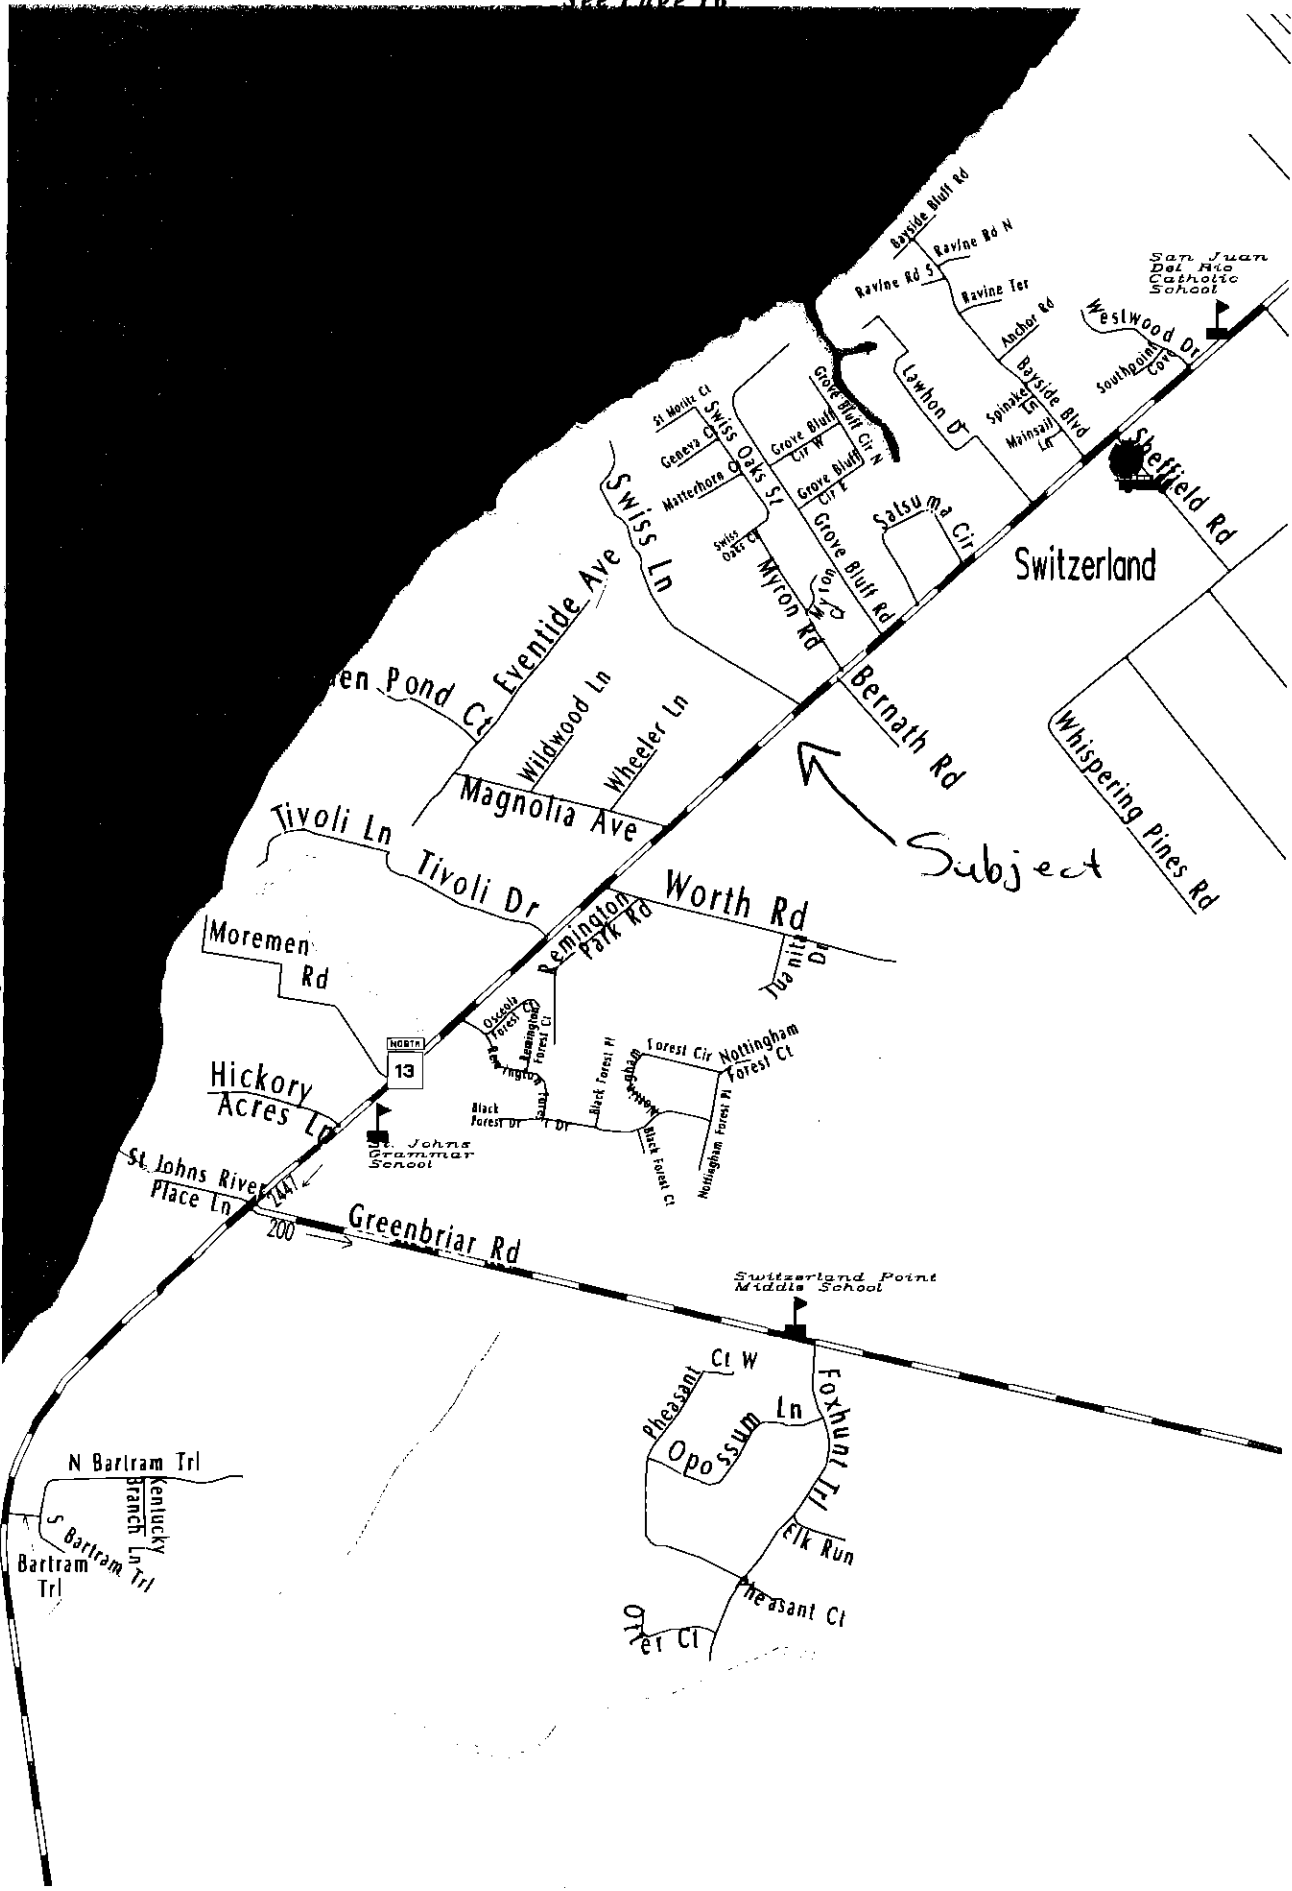 Bayside Bluff Rd
Ravine Rd N
Ravine Rd S
Ravine Ter
Anchor Rd
San Juan
Del Rio
Catholic
School
Westwood Dr
Southpoint
Cove
Bayside Blvd
Spinaker
Ln
Mainsail
Ln
Lawhon D
Sheffield Rd
St Moritz Ct
Swiss Oaks St
Geneva C
Matterhorn C
Grove Bluff
Cir W
Grove Bluff Cir N
Grove Bluff
Cir E
Swiss
Oaks Ct
Grove Bluff Rd
Satsuma Cir
Switzerland
Swiss Ln
Myron Rd
Myron
Eventide Ave
Pond Ct
Wildwood Ln
Wheeler Ln
Bernath Rd
Whispering Pines Rd
Magnolia Ave
Subject
Tivoli Ln
Tivoli Dr
Worth Rd
Remington
Park Rd
Juanita
Dr
Moremen
Rd
Osceola
Forest Ct
Remington
Forest Ct
NORTH
13
Remington
Forest Dr
Black
Forest Dr
Black Forest Pl
Nottingham
Forest Cir
Nottingham
Forest Ct
Nottingham Forest Pl
Black Forest Ct
Hickory
Acres Ln
St. Johns
Grammar
School
St Johns River
Place Ln
2447
200
Greenbriar Rd
Switzerland Point
Middle School
Pheasant
Ct W
Opossum
Ln
Foxhunt Trl
Elk Run
Pheasant Ct
Otter Ct
N Bartram Trl
Kentucky
Branch Ln
S Bartram Trl
Bartram
Trl